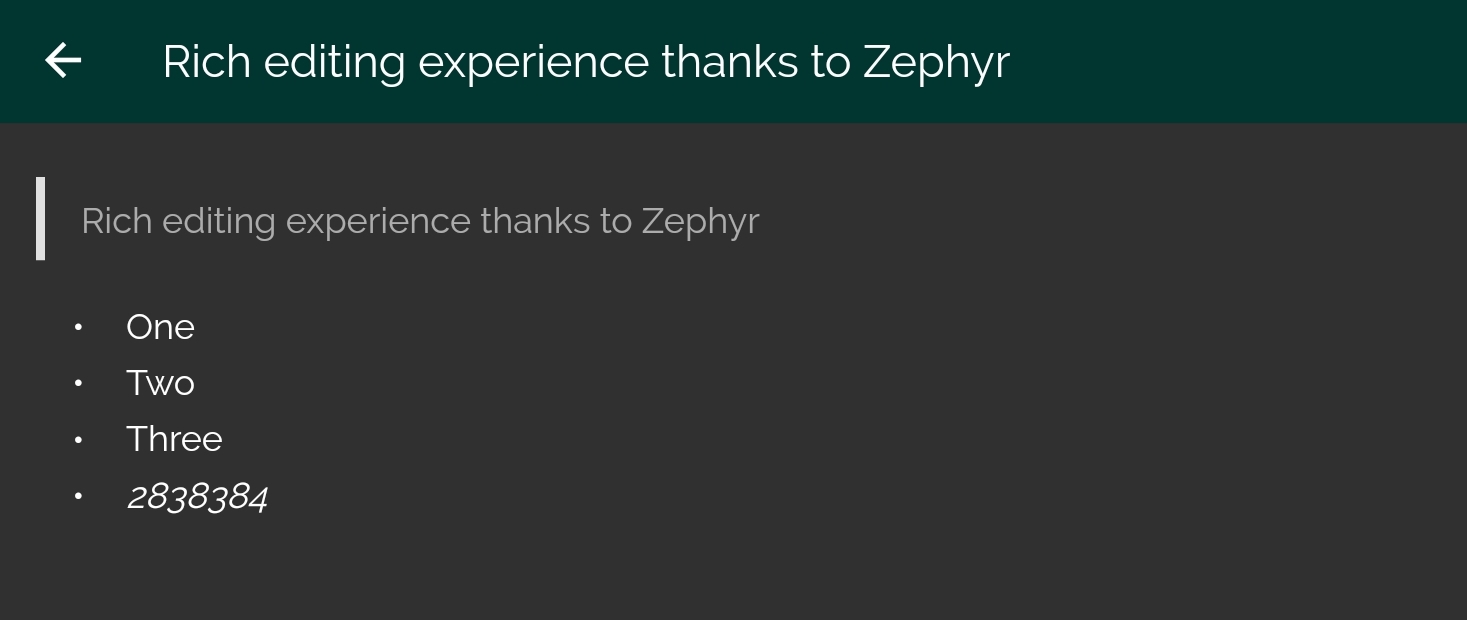 Rich editing experience thanks to Zephyr
Rich editing experience thanks to Zephyr
• One
• Two
• Three
• 2838384